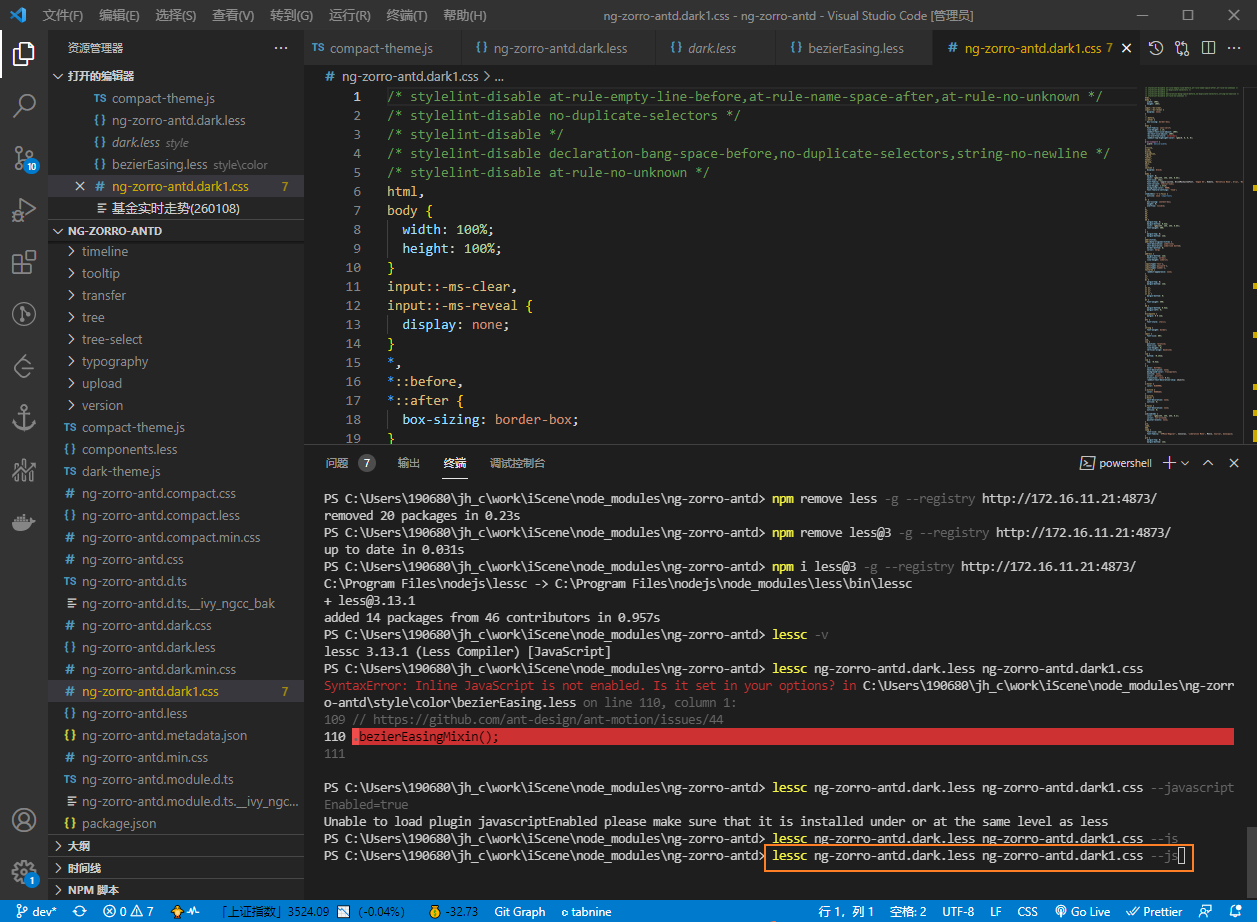 文件(F) 编辑(E) 选择(S) 查看(V) 转到(G) 运行(R) 终端(T) 帮助(H) ng-zorro-antd.dark1.css - ng-zorro-antd - Visual Studio Code [管理员]
资源管理器
打开的编辑器
TS compact-theme.js
{} ng-zorro-antd.dark.less
{} dark.less style
{} bezierEasing.less style\color
# ng-zorro-antd.dark1.css 7
基金实时走势(260108)
NG-ZORRO-ANTD
timeline
tooltip
transfer
tree
tree-select
typography
upload
version
TS compact-theme.js
{} components.less
TS dark-theme.js
# ng-zorro-antd.compact.css
{} ng-zorro-antd.compact.less
# ng-zorro-antd.compact.min.css
# ng-zorro-antd.css
TS ng-zorro-antd.d.ts
ng-zorro-antd.d.ts.__ivy_ngcc_bak
# ng-zorro-antd.dark.css
{} ng-zorro-antd.dark.less
# ng-zorro-antd.dark.min.css
# ng-zorro-antd.dark1.css 7
{} ng-zorro-antd.less
{} ng-zorro-antd.metadata.json
# ng-zorro-antd.min.css
TS ng-zorro-antd.module.d.ts
ng-zorro-antd.module.d.ts.__ivy_ngc...
{} package.json
大纲
时间线
NPM 脚本
10
1
TS compact-theme.js {} ng-zorro-antd.dark.less {} dark.less {} bezierEasing.less # ng-zorro-antd.dark1.css 7
# ng-zorro-antd.dark1.css > ...
1 /* stylelint-disable at-rule-empty-line-before,at-rule-name-space-after,at-rule-no-unknown */
2 /* stylelint-disable no-duplicate-selectors */
3 /* stylelint-disable */
4 /* stylelint-disable declaration-bang-space-before,no-duplicate-selectors,string-no-newline */
5 /* stylelint-disable at-rule-no-unknown */
6 html,
7 body {
8 width: 100%;
9 height: 100%;
10 }
11 input::-ms-clear,
12 input::-ms-reveal {
13 display: none;
14 }
15 *,
16 *::before,
17 *::after {
18 box-sizing: border-box;
19 }
问题 7 输出 终端 调试控制台 powershell
PS C:\Users\190680\jh_c\work\iScene\node_modules\ng-zorro-antd> npm remove less -g --registry http://172.16.11.21:4873/
removed 20 packages in 0.23s
PS C:\Users\190680\jh_c\work\iScene\node_modules\ng-zorro-antd> npm remove less@3 -g --registry http://172.16.11.21:4873/
up to date in 0.031s
PS C:\Users\190680\jh_c\work\iScene\node_modules\ng-zorro-antd> npm i less@3 -g --registry http://172.16.11.21:4873/
C:\Program Files\nodejs\lessc -> C:\Program Files\nodejs\node_modules\less\bin\lessc
+ less@3.13.1
added 14 packages from 46 contributors in 0.957s
PS C:\Users\190680\jh_c\work\iScene\node_modules\ng-zorro-antd> lessc -v
lessc 3.13.1 (Less Compiler) [JavaScript]
PS C:\Users\190680\jh_c\work\iScene\node_modules\ng-zorro-antd> lessc ng-zorro-antd.dark.less ng-zorro-antd.dark1.css
SyntaxError: Inline JavaScript is not enabled. Is it set in your options? in C:\Users\190680\jh_c\work\iScene\node_modules\ng-zorr
o-antd\style\color\bezierEasing.less on line 110, column 1:
109 // https://github.com/ant-design/ant-motion/issues/44
110 .bezierEasingMixin();
111
PS C:\Users\190680\jh_c\work\iScene\node_modules\ng-zorro-antd> lessc ng-zorro-antd.dark.less ng-zorro-antd.dark1.css --javascript
Enabled=true
Unable to load plugin javascriptEnabled please make sure that it is installed under or at the same level as less
PS C:\Users\190680\jh_c\work\iScene\node_modules\ng-zorro-antd> lessc ng-zorro-antd.dark.less ng-zorro-antd.dark1.css --js
PS C:\Users\190680\jh_c\work\iScene\node_modules\ng-zorro-antd> lessc ng-zorro-antd.dark.less ng-zorro-antd.dark1.css --js
dev* 0 7 「上证指数」3524.09 (-0.04%) -32.73 Git Graph tabnine 行 1，列 1 空格: 2 UTF-8 LF CSS Go Live Prettier